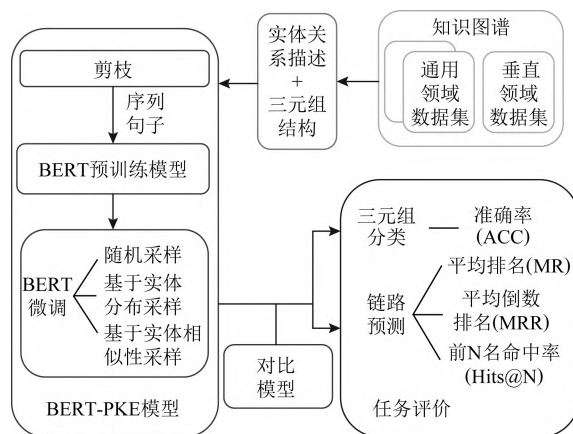 剪枝
序列
句子
BERT预训练模型
BERT
微调
随机采样
基于实体
分布采样
基于实体相
似性采样
BERT-PKE模型
实体关
系描述
+
三元组
结构
知识图谱
通用
领域
数据集
垂直
领域
数据集
对比
模型
三元组
分类
准确率
(ACC)
链路
预测
平均排名(MR)
平均倒数
排名(MRR)
前N名命中率
(Hits@N)
任务评价